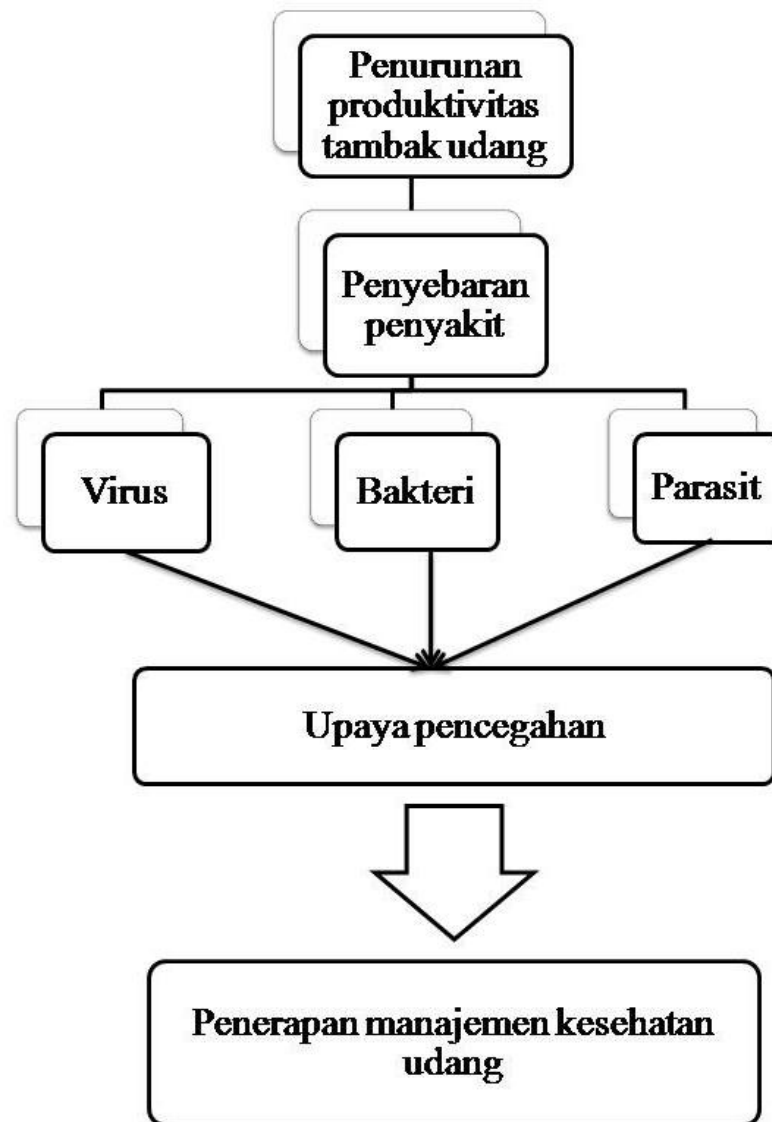 Penurunan
produktivitas
tambak udang
Penyebaran
penyakit
Virus
Bakteri
Parasit
Upaya pencegahan
Penerapan manajemen kesehatan
udang